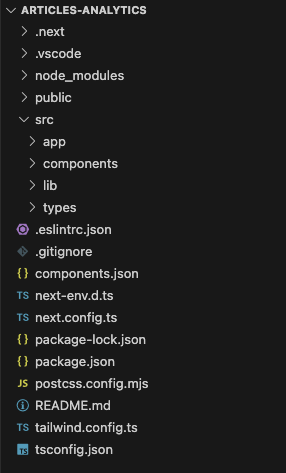 ARTICLES-ANALYTICS
.next
.vscode
node_modules
public
src
app
components
lib
types
.eslintrc.json
.gitignore
{ } components.json
TS next-env.d.ts
TS next.config.ts
{ } package-lock.json
{ } package.json
JS postcss.config.mjs
README.md
TS tailwind.config.ts
TS tsconfig.json